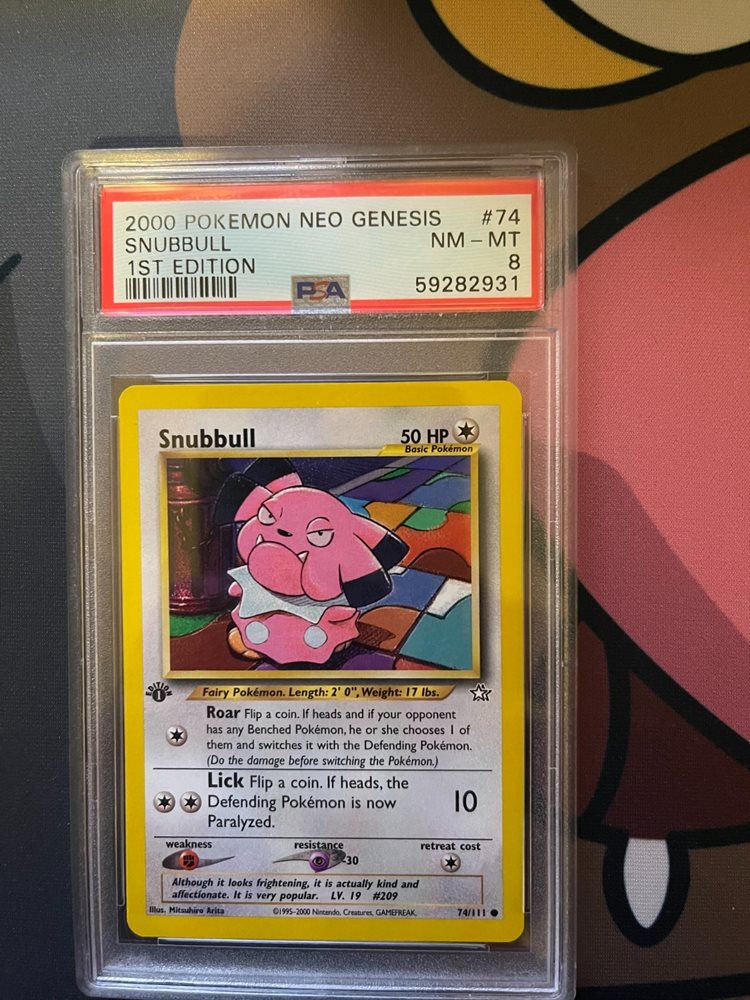 2000 POKEMON NEO GENESIS #74
SNUBBULL NM - MT
1ST EDITION 8
PSA 59282931
Snubbull 50 HP
Basic Pokémon
EDITION
1
Fairy Pokémon. Length: 2' 0", Weight: 17 lbs.
Roar Flip a coin. If heads and if your opponent
has any Benched Pokémon, he or she chooses 1 of
them and switches it with the Defending Pokémon.
(Do the damage before switching the Pokémon.)
Lick Flip a coin. If heads, the
Defending Pokémon is now 10
Paralyzed.
weakness resistance retreat cost
-30
Although it looks frightening, it is actually kind and
affectionate. It is very popular. LV. 19 #209
Illus. Mitsuhiro Arita ©1995-2000 Nintendo, Creatures, GAMEFREAK. 74/111